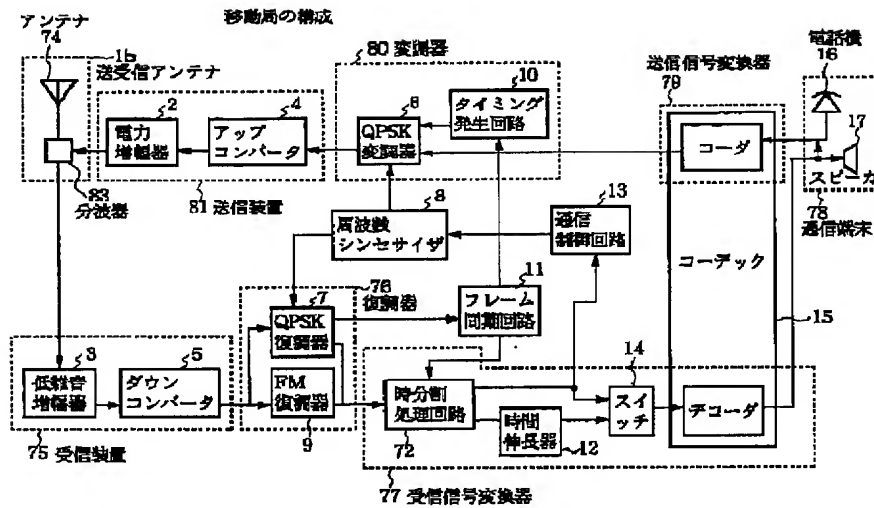 移動局の構成
アンテナ
74
1b
送受信アンテナ
80 変調器
電話機
16
送信信号変換器
79
2
電力
増幅器
4
アップ
コンバータ
6
QPSK
変調器
10
タイミング
発生回路
コーダ
17
スピーカ
78
通信端末
83
分波器
81 送信装置
8
周波数
シンセサイザ
13
通信
制御回路
コーデック
15
76
復調器
7
QPSK
復調器
11
フレーム
同期回路
3
低雑音
増幅器
5
ダウン
コンバータ
FM
復調器
9
時分割
処理回路
72
時間
伸長器
12
14
スイ
ッチ
デコーダ
75 受信装置
77 受信信号変換器